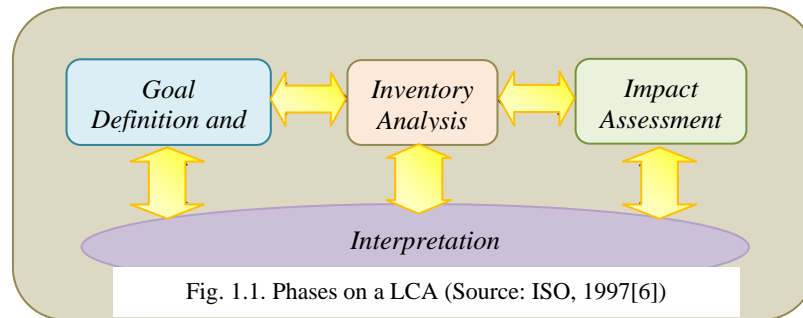 Goal
Definition and
Inventory
Analysis
Impact
Assessment
Interpretation
Fig. 1.1. Phases on a LCA (Source: ISO, 1997[6])